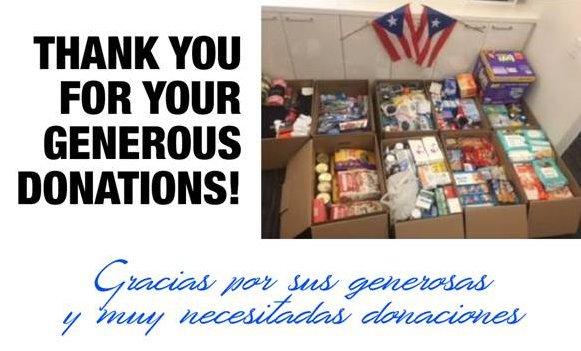 THANK YOU
FOR YOUR
GENEROUS
DONATIONS!
Gracias por sus generosas
y muy necesitadas donaciones